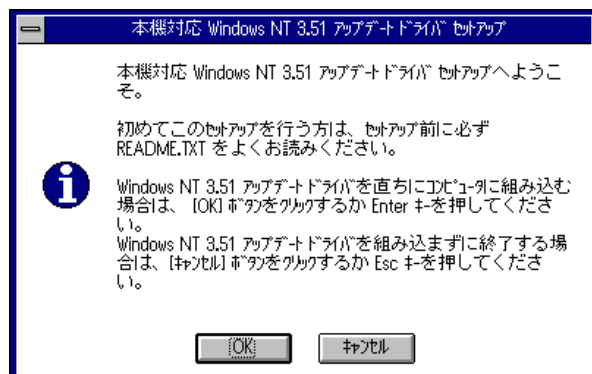 本機対応 Windows NT 3.51 ｱｯﾌﾟﾃﾞｰﾄ ﾄﾞﾗｲﾊﾞ ｾｯﾄｱｯﾌﾟ
本機対応 Windows NT 3.51 ｱｯﾌﾟﾃﾞｰﾄ ﾄﾞﾗｲﾊﾞ ｾｯﾄｱｯﾌﾟへようこ
そ。
初めてこのｾｯﾄｱｯﾌﾟを行う方は、ｾｯﾄｱｯﾌﾟ前に必ず
README.TXT をよくお読みください。
Windows NT 3.51 ｱｯﾌﾟﾃﾞｰﾄ ﾄﾞﾗｲﾊﾞを直ちにｺﾝﾋﾟｭｰﾀに組み込む
場合は、 [OK] ﾎﾞﾀﾝをｸﾘｯｸするか Enter ｷｰを押してくださ
い。
Windows NT 3.51 ｱｯﾌﾟﾃﾞｰﾄ ﾄﾞﾗｲﾊﾞを組み込まずに終了する場
合は、[ｷｬﾝｾﾙ] ﾎﾞﾀﾝをｸﾘｯｸするか Esc ｷｰを押してくださ
い。
OK ｷｬﾝｾﾙ